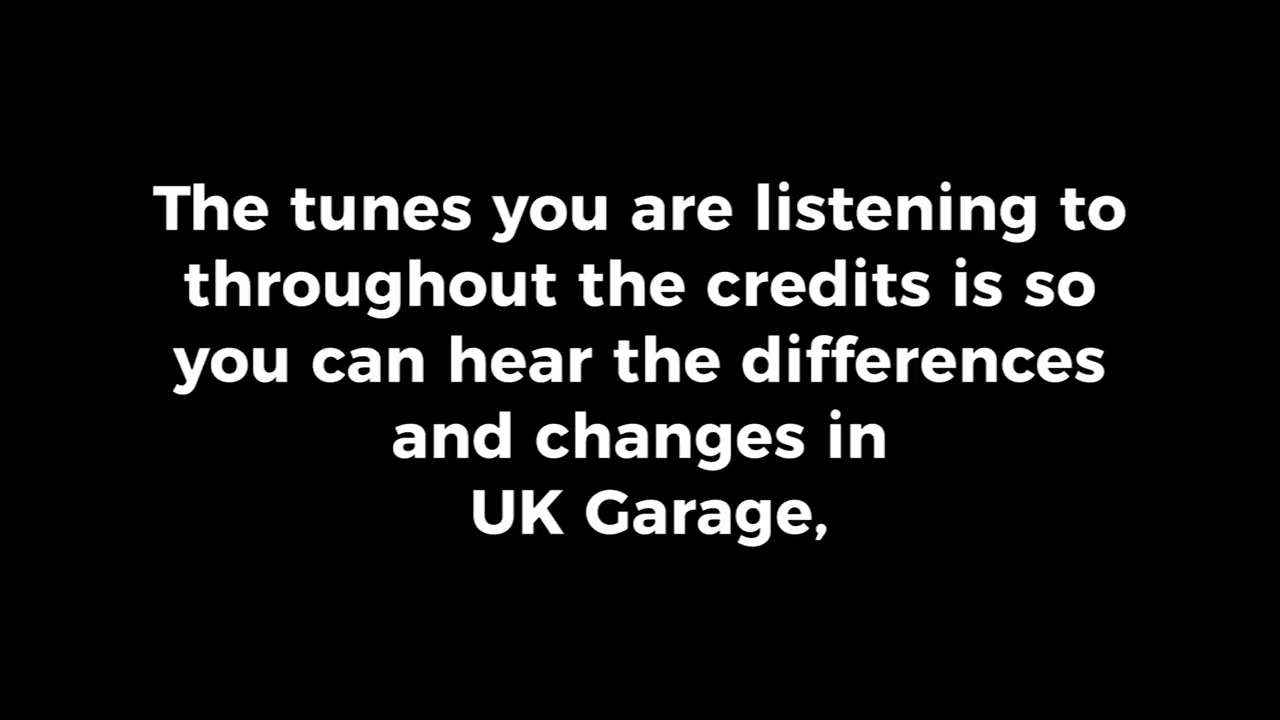 The tunes you are listening to
throughout the credits is so
you can hear the differences
and changes in
UK Garage,